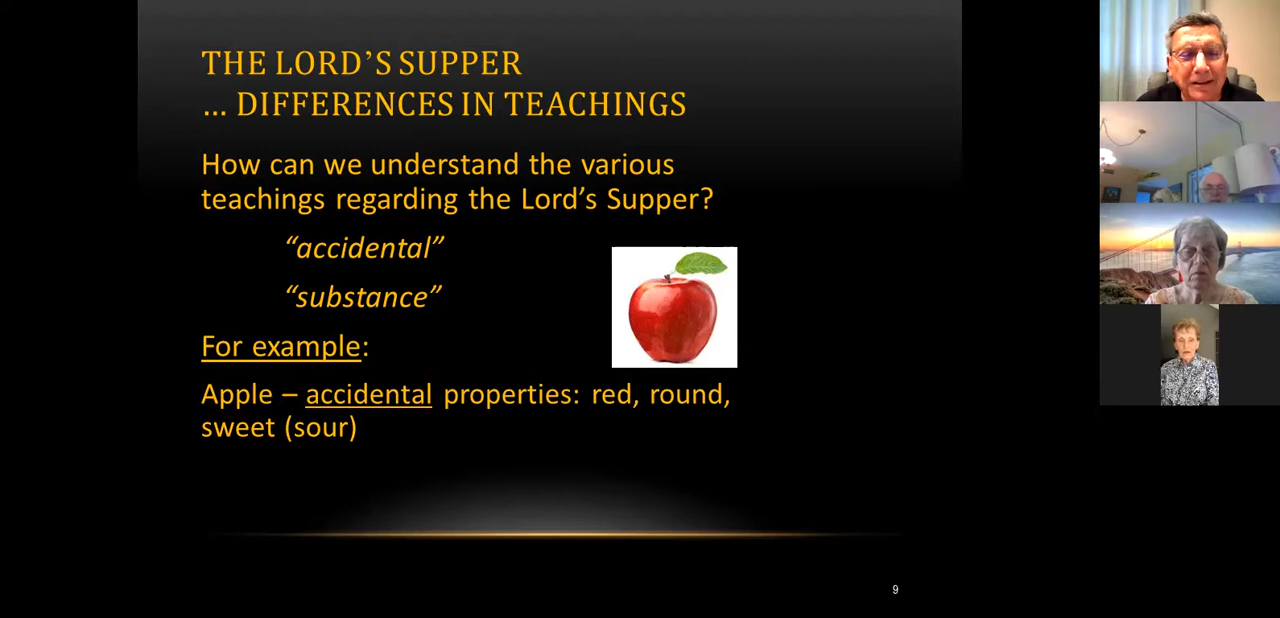 THE LORD’S SUPPER
… DIFFERENCES IN TEACHINGS
How can we understand the various
teachings regarding the Lord’s Supper?
“accidental”
“substance”
For example:
Apple – accidental properties: red, round,
sweet (sour)
9